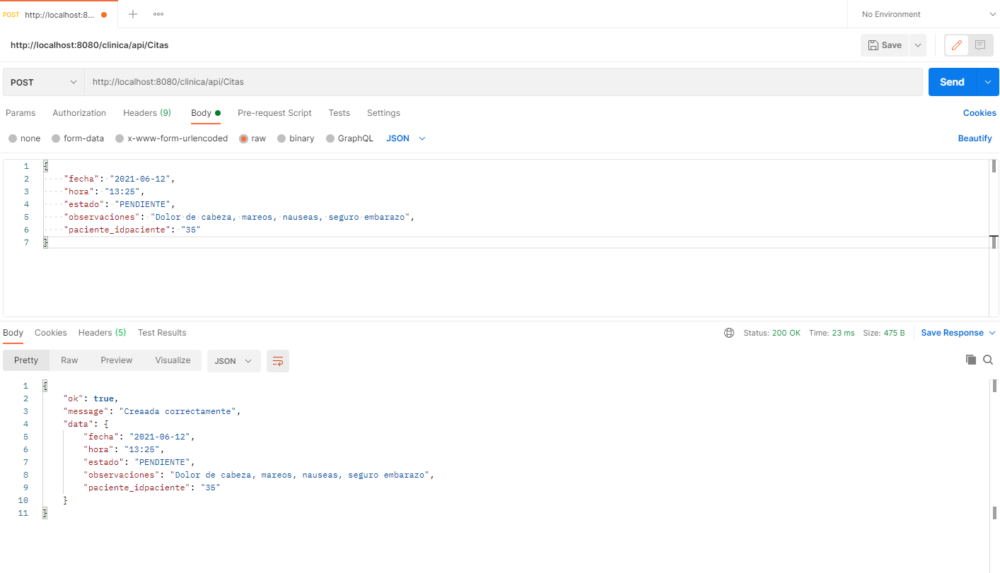 POST http://localhost:8... No Environment
http://localhost:8080/clinica/api/Citas Save
POST http://localhost:8080/clinica/api/Citas Send
Params Authorization Headers (9) Body Pre-request Script Tests Settings Cookies
none form-data x-www-form-urlencoded raw binary GraphQL JSON Beautify
1 {
2 "fecha": "2021-06-12",
3 "hora": "13:25",
4 "estado": "PENDIENTE",
5 "observaciones": "Dolor de cabeza, mareos, nauseas, seguro embarazo",
6 "paciente_idpaciente": "35"
7 }
Body Cookies Headers (5) Test Results Status: 200 OK Time: 23 ms Size: 475 B Save Response
Pretty Raw Preview Visualize JSON
1 {
2 "ok": true,
3 "message": "Creaada correctamente",
4 "data": {
5 "fecha": "2021-06-12",
6 "hora": "13:25",
7 "estado": "PENDIENTE",
8 "observaciones": "Dolor de cabeza, mareos, nauseas, seguro embarazo",
9 "paciente_idpaciente": "35"
10 }
11 }